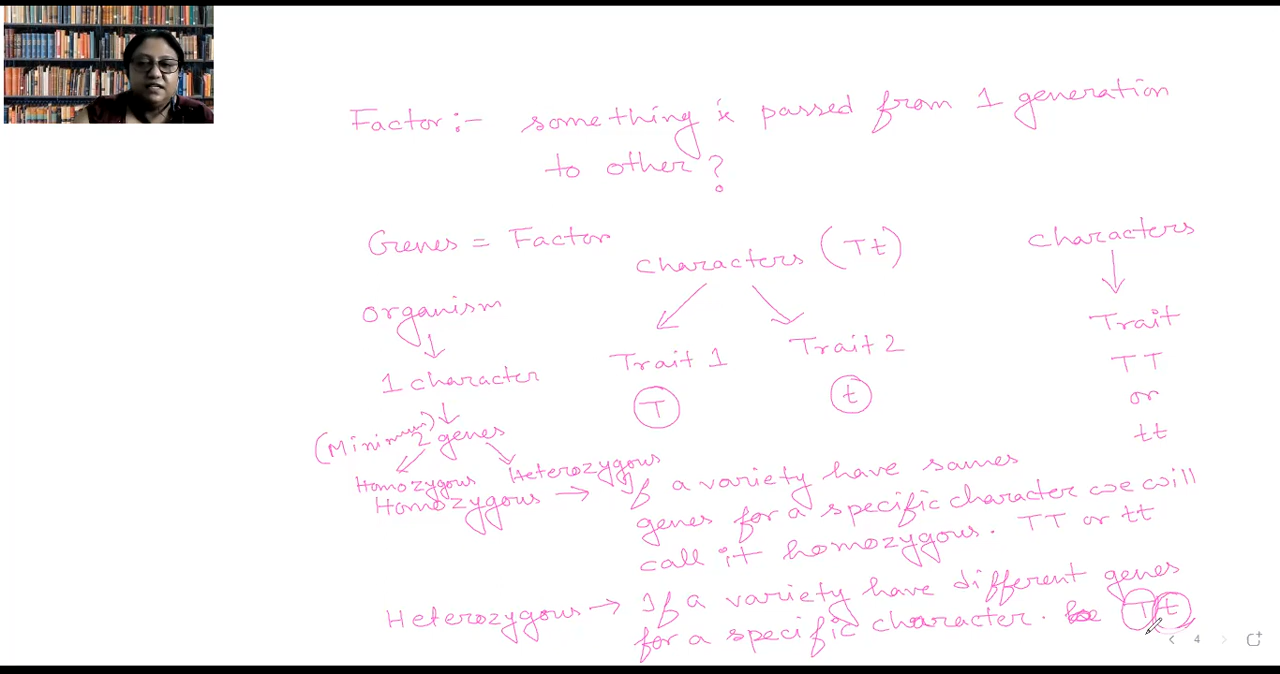 Factor :- something is passed from 1 generation
to other ?
Genes = Factor
characters (Tt)
characters
organism
1 character
(Minimum) 2 genes
Homozygous
Heterozygous
Trait 1
T
Trait 2
t
Trait
TT
or
tt
Homozygous → If a variety have sames
genes for a specific character we will
call it homozygous. TT or tt
Heterozygous → If a variety have different genes
for a specific character. Tt
4